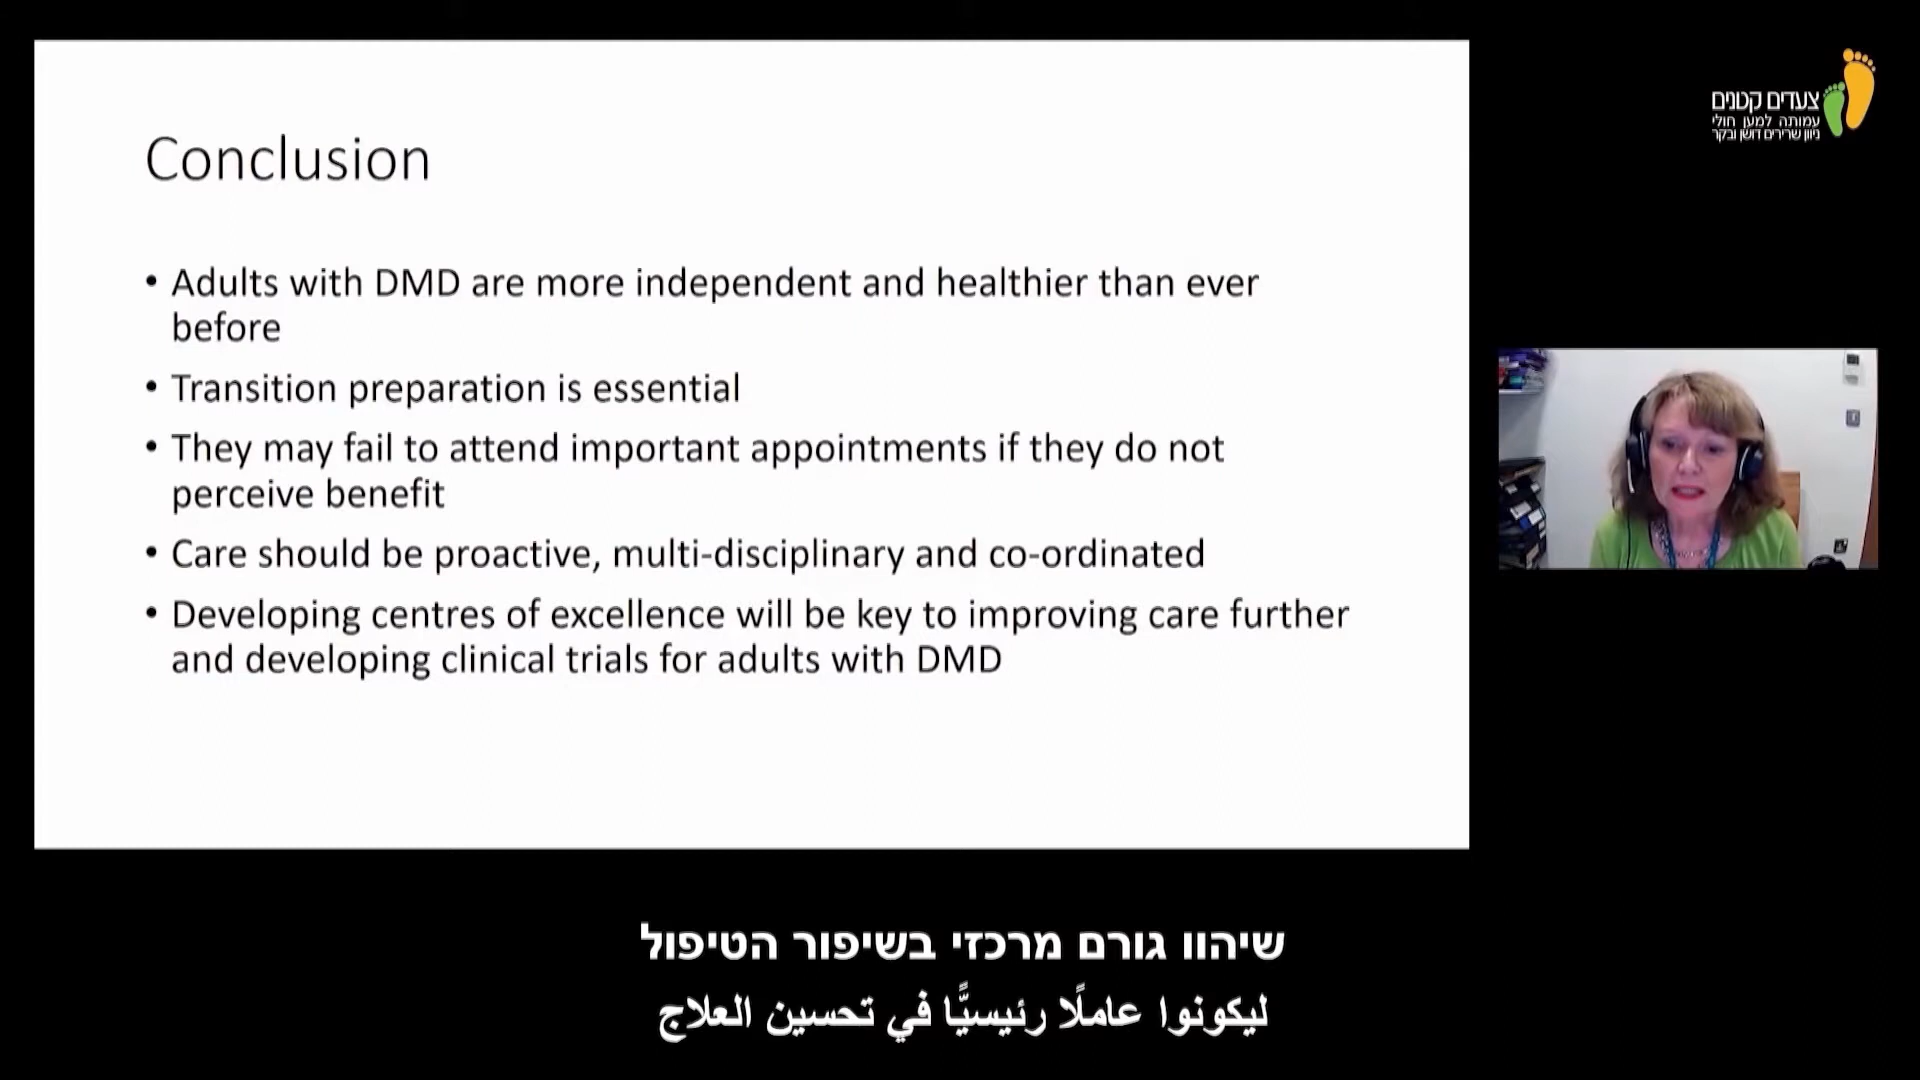 Conclusion
• Adults with DMD are more independent and healthier than ever
before
• Transition preparation is essential
• They may fail to attend important appointments if they do not
perceive benefit
• Care should be proactive, multi-disciplinary and co-ordinated
• Developing centres of excellence will be key to improving care further
and developing clinical trials for adults with DMD
צעדים קטנים
עמותה למען חולי
ניוון שרירים דושן ובקר
שיהוו גורם מרכזי בשיפור הטיפול
ليكونوا عاملًا رئيسيًّا في تحسين العلاج